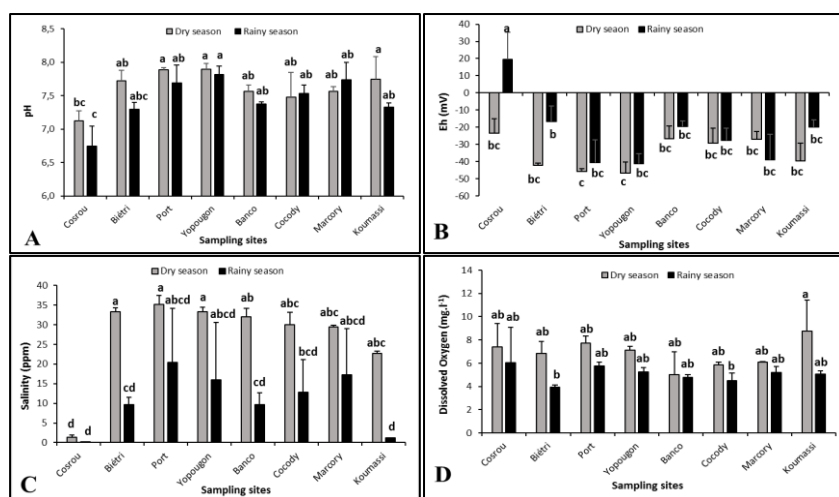 Dry season Rainy season
8,5
8,0
7,5
7,0
6,5
6,0
pH
bc c ab abc a ab a a ab ab ab ab ab ab a ab
Cosrou Biétri Port Yopougon Banco Cocody Marcory Koumassi
Sampling sites
A
Dry season Rainy season
40
30
20
10
0
-10
-20
-30
-40
-50
-60
Eh (mV)
a
bc bc b c bc c bc bc bc bc bc bc bc bc bc
Cosrou Biétri Port Yopougon Banco Cocody Marcory Koumassi
Sampling sites
B
Dry season Rainy season
40
35
30
25
20
15
10
5
0
Salinity (ppm)
d d a cd a abcd a abcd ab cd abc bcd abc abcd abc d
Cosrou Biétri Port Yopougon Banco Cocody Marcory Koumassi
Sampling sites
C
Dry season Rainy season
14
12
10
8
6
4
2
0
Dissolved Oxygen (mg.l⁻¹)
ab ab ab b ab ab ab ab ab ab ab b ab ab a ab
Cosrou Biétri Port Yopougon Banco Cocody Marcory Koumassi
Sampling sites
D